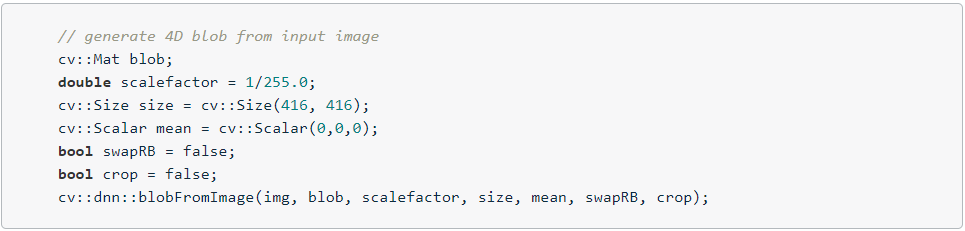 // generate 4D blob from input image
cv::Mat blob;
double scalefactor = 1/255.0;
cv::Size size = cv::Size(416, 416);
cv::Scalar mean = cv::Scalar(0,0,0);
bool swapRB = false;
bool crop = false;
cv::dnn::blobFromImage(img, blob, scalefactor, size, mean, swapRB, crop);